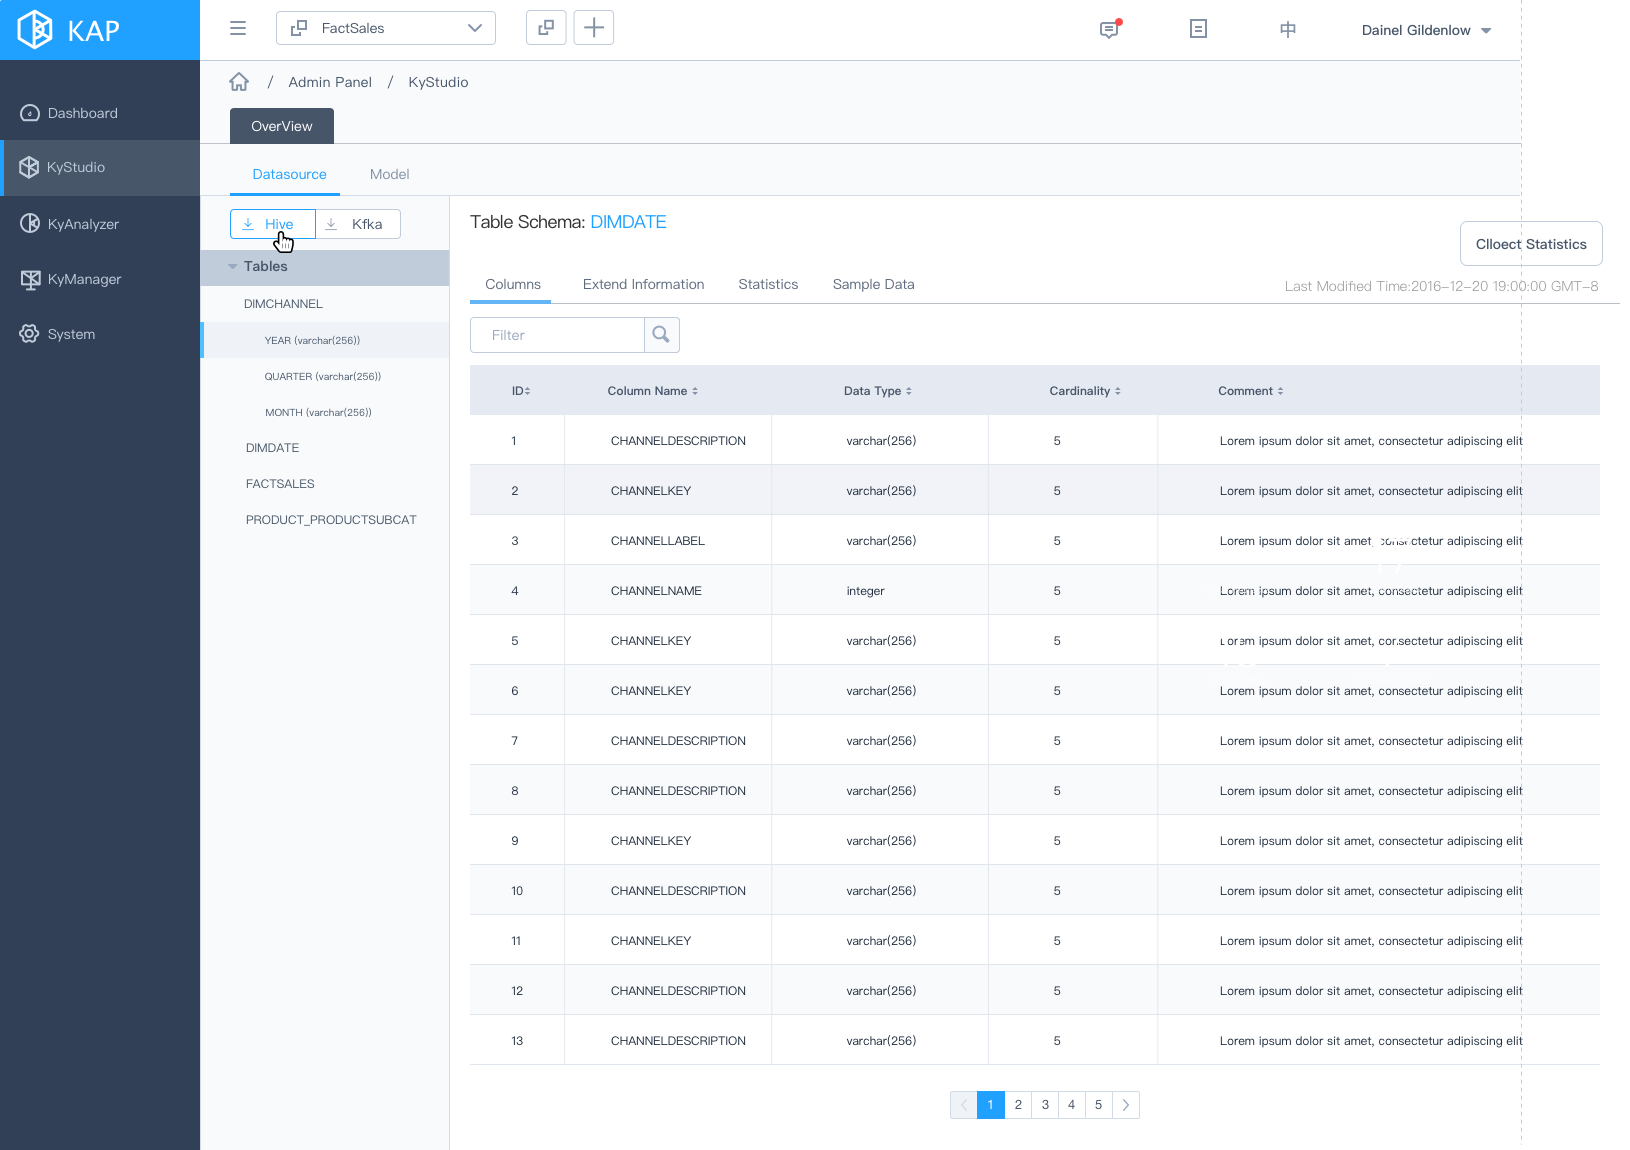 KAP
FactSales
中
Dainel Gildenlow
/ Admin Panel / KyStudio
OverView
Dashboard
KyStudio
KyAnalyzer
KyManager
System
Datasource Model
Hive Kfka
Tables
DIMCHANNEL
YEAR (varchar(256))
QUARTER (varchar(256))
MONTH (varchar(256))
DIMDATE
FACTSALES
PRODUCT_PRODUCTSUBCAT
Table Schema: DIMDATE
Clloect Statistics
Columns Extend Information Statistics Sample Data
Last Modified Time:2016-12-20 19:00:00 GMT-8
Filter
ID Column Name Data Type Cardinality Comment
1 CHANNELDESCRIPTION varchar(256) 5 Lorem ipsum dolor sit amet, consectetur adipiscing elit
2 CHANNELKEY varchar(256) 5 Lorem ipsum dolor sit amet, consectetur adipiscing elit
3 CHANNELLABEL varchar(256) 5 Lorem ipsum dolor sit amet, consectetur adipiscing elit
4 CHANNELNAME integer 5 Lorem ipsum dolor sit amet, consectetur adipiscing elit
5 CHANNELKEY varchar(256) 5 Lorem ipsum dolor sit amet, consectetur adipiscing elit
6 CHANNELKEY varchar(256) 5 Lorem ipsum dolor sit amet, consectetur adipiscing elit
7 CHANNELDESCRIPTION varchar(256) 5 Lorem ipsum dolor sit amet, consectetur adipiscing elit
8 CHANNELDESCRIPTION varchar(256) 5 Lorem ipsum dolor sit amet, consectetur adipiscing elit
9 CHANNELKEY varchar(256) 5 Lorem ipsum dolor sit amet, consectetur adipiscing elit
10 CHANNELDESCRIPTION varchar(256) 5 Lorem ipsum dolor sit amet, consectetur adipiscing elit
11 CHANNELKEY varchar(256) 5 Lorem ipsum dolor sit amet, consectetur adipiscing elit
12 CHANNELDESCRIPTION varchar(256) 5 Lorem ipsum dolor sit amet, consectetur adipiscing elit
13 CHANNELDESCRIPTION varchar(256) 5 Lorem ipsum dolor sit amet, consectetur adipiscing elit
1 2 3 4 5